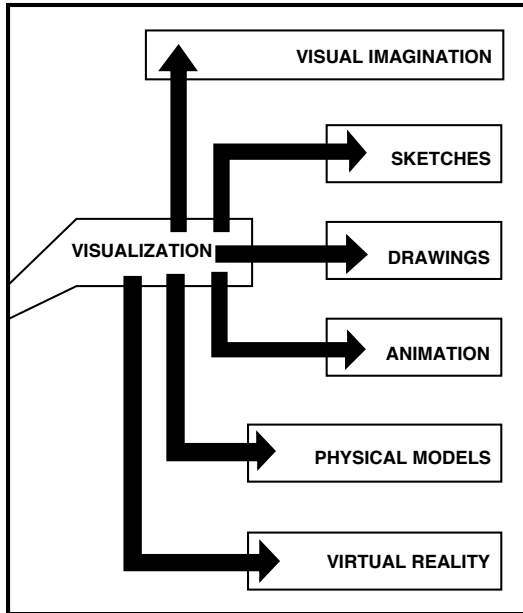 VISUAL IMAGINATION
SKETCHES
VISUALIZATION
DRAWINGS
ANIMATION
PHYSICAL MODELS
VIRTUAL REALITY